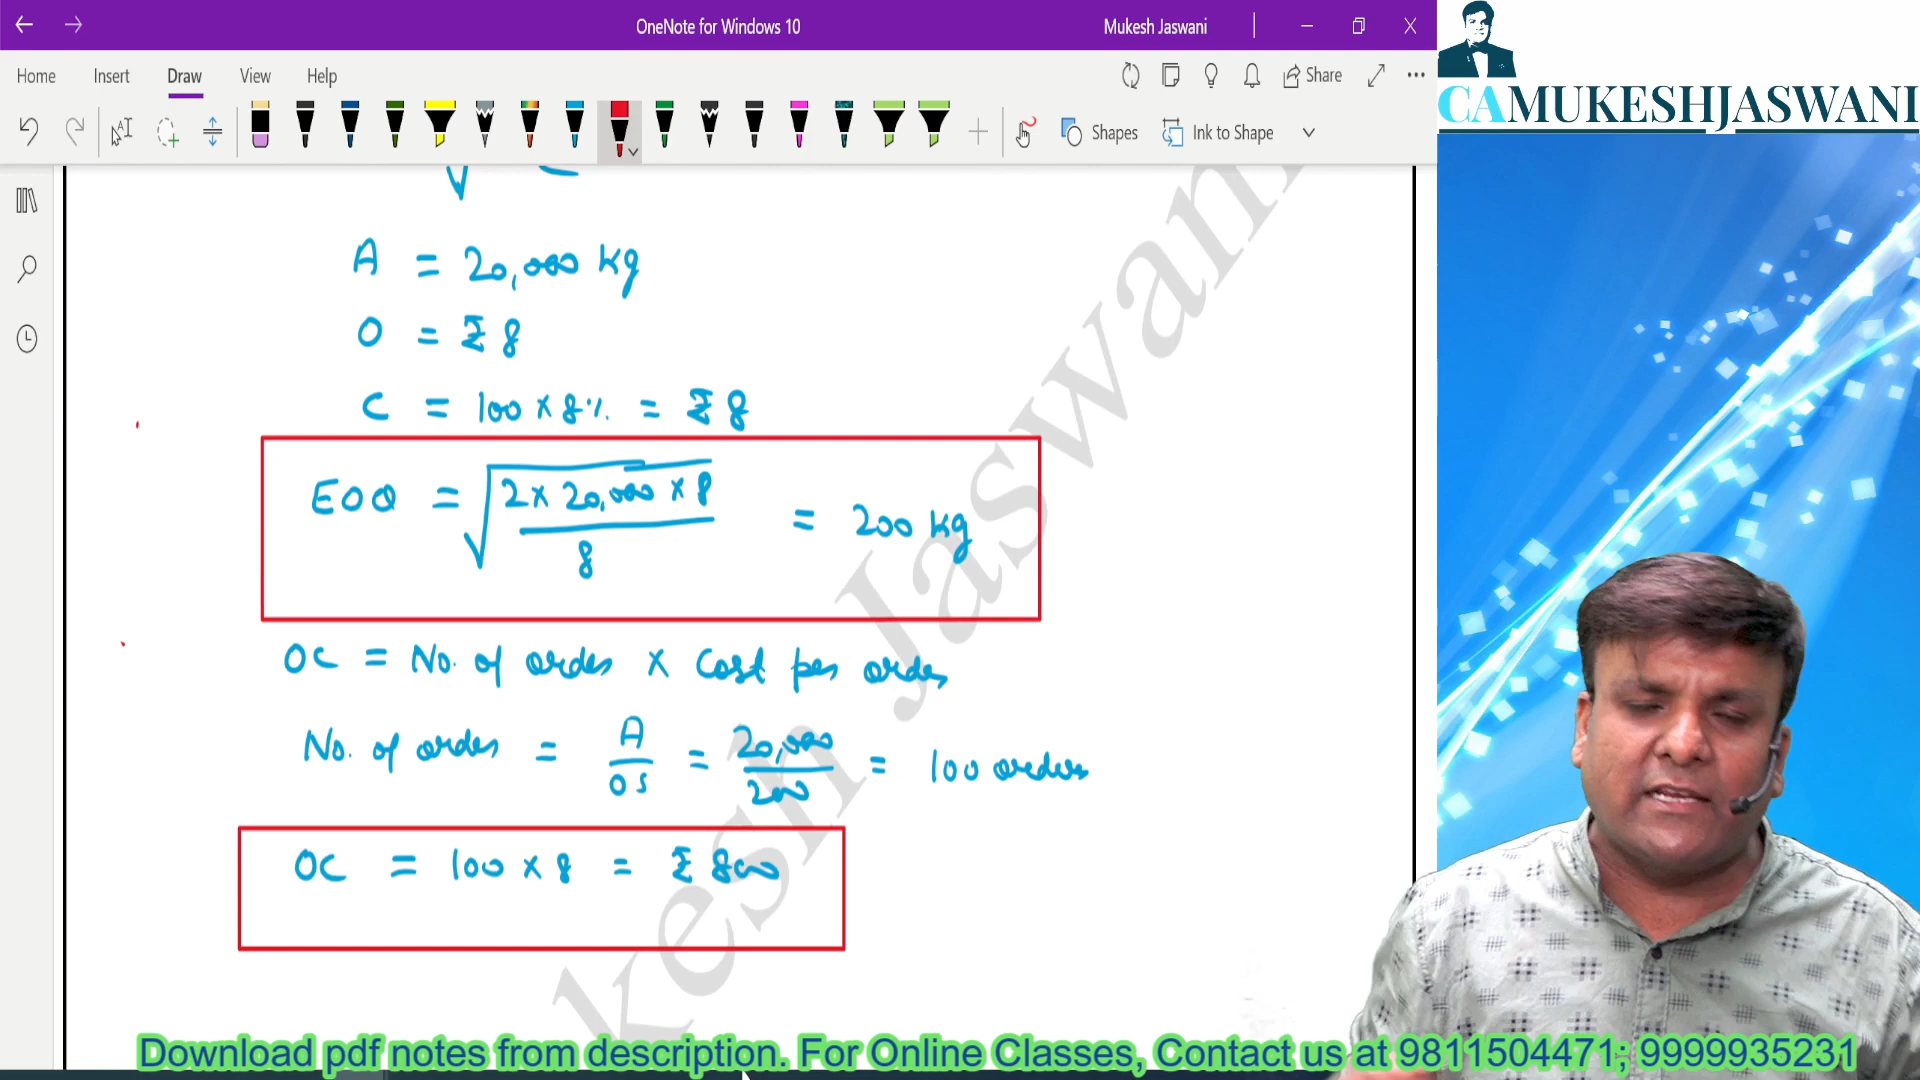 OneNote for Windows 10
Mukesh Jaswani
Home Insert Draw View Help
Share
Shapes Ink to Shape
CAMUKESHJASWANI
A = 20,000 kg
O = ₹ 8
C = 100 × 8% = ₹ 8
EOQ = √ 2 × 20,000 × 8 / 8 = 200 kg
OC = No. of order × Cost per order
No. of order = A / OS = 20,000 / 200 = 100 orders
OC = 100 × 8 = ₹ 800
kesh Jaswani
Download pdf notes from description. For Online Classes, Contact us at 9811504471; 9999935231